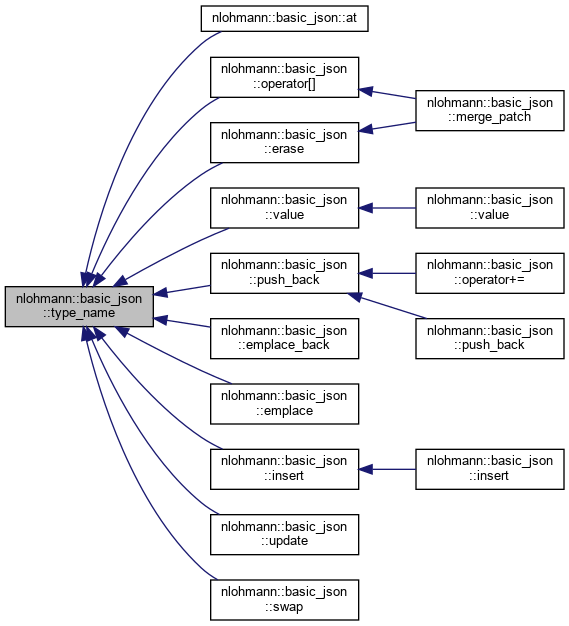 nlohmann::basic_json::at
nlohmann::basic_json
::operator[]
nlohmann::basic_json
::merge_patch
nlohmann::basic_json
::erase
nlohmann::basic_json
::value
nlohmann::basic_json
::value
nlohmann::basic_json
::push_back
nlohmann::basic_json
::operator+=
nlohmann::basic_json
::type_name
nlohmann::basic_json
::emplace_back
nlohmann::basic_json
::push_back
nlohmann::basic_json
::emplace
nlohmann::basic_json
::insert
nlohmann::basic_json
::insert
nlohmann::basic_json
::update
nlohmann::basic_json
::swap